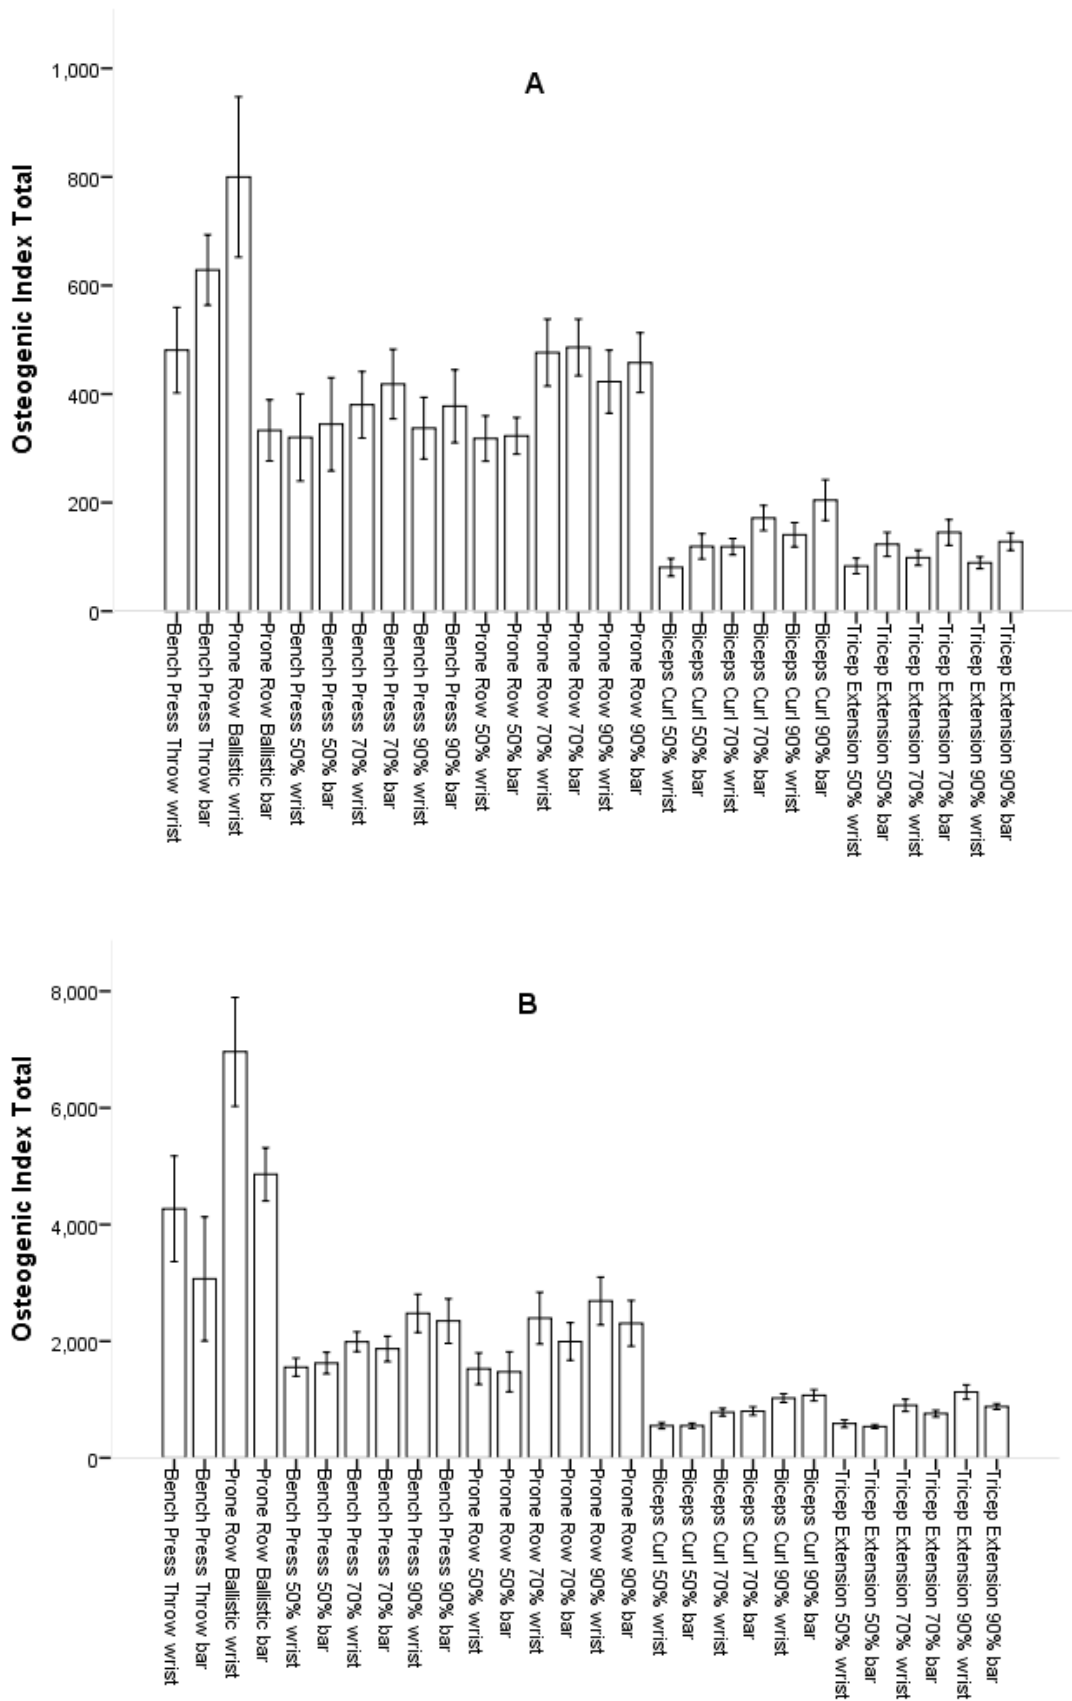 A
Osteogenic Index Total
1,000
800
600
400
200
0
Bench Press Throw wrist
Bench Press Throw bar
Prone Row Ballistic wrist
Prone Row Ballistic bar
Bench Press 50% wrist
Bench Press 50% bar
Bench Press 70% wrist
Bench Press 70% bar
Bench Press 90% wrist
Bench Press 90% bar
Prone Row 50% wrist
Prone Row 50% bar
Prone Row 70% wrist
Prone Row 70% bar
Prone Row 90% wrist
Prone Row 90% bar
Biceps Curl 50% wrist
Biceps Curl 50% bar
Biceps Curl 70% wrist
Biceps Curl 70% bar
Biceps Curl 90% wrist
Biceps Curl 90% bar
Tricep Extension 50% wrist
Tricep Extension 50% bar
Tricep Extension 70% wrist
Tricep Extension 70% bar
Tricep Extension 90% wrist
Tricep Extension 90% bar
B
Osteogenic Index Total
8,000
6,000
4,000
2,000
0
Bench Press Throw wrist
Bench Press Throw bar
Prone Row Ballistic wrist
Prone Row Ballistic bar
Bench Press 50% wrist
Bench Press 50% bar
Bench Press 70% wrist
Bench Press 70% bar
Bench Press 90% wrist
Bench Press 90% bar
Prone Row 50% wrist
Prone Row 50% bar
Prone Row 70% wrist
Prone Row 70% bar
Prone Row 90% wrist
Prone Row 90% bar
Biceps Curl 50% wrist
Biceps Curl 50% bar
Biceps Curl 70% wrist
Biceps Curl 70% bar
Biceps Curl 90% wrist
Biceps Curl 90% bar
Tricep Extension 50% wrist
Tricep Extension 50% bar
Tricep Extension 70% wrist
Tricep Extension 70% bar
Tricep Extension 90% wrist
Tricep Extension 90% bar